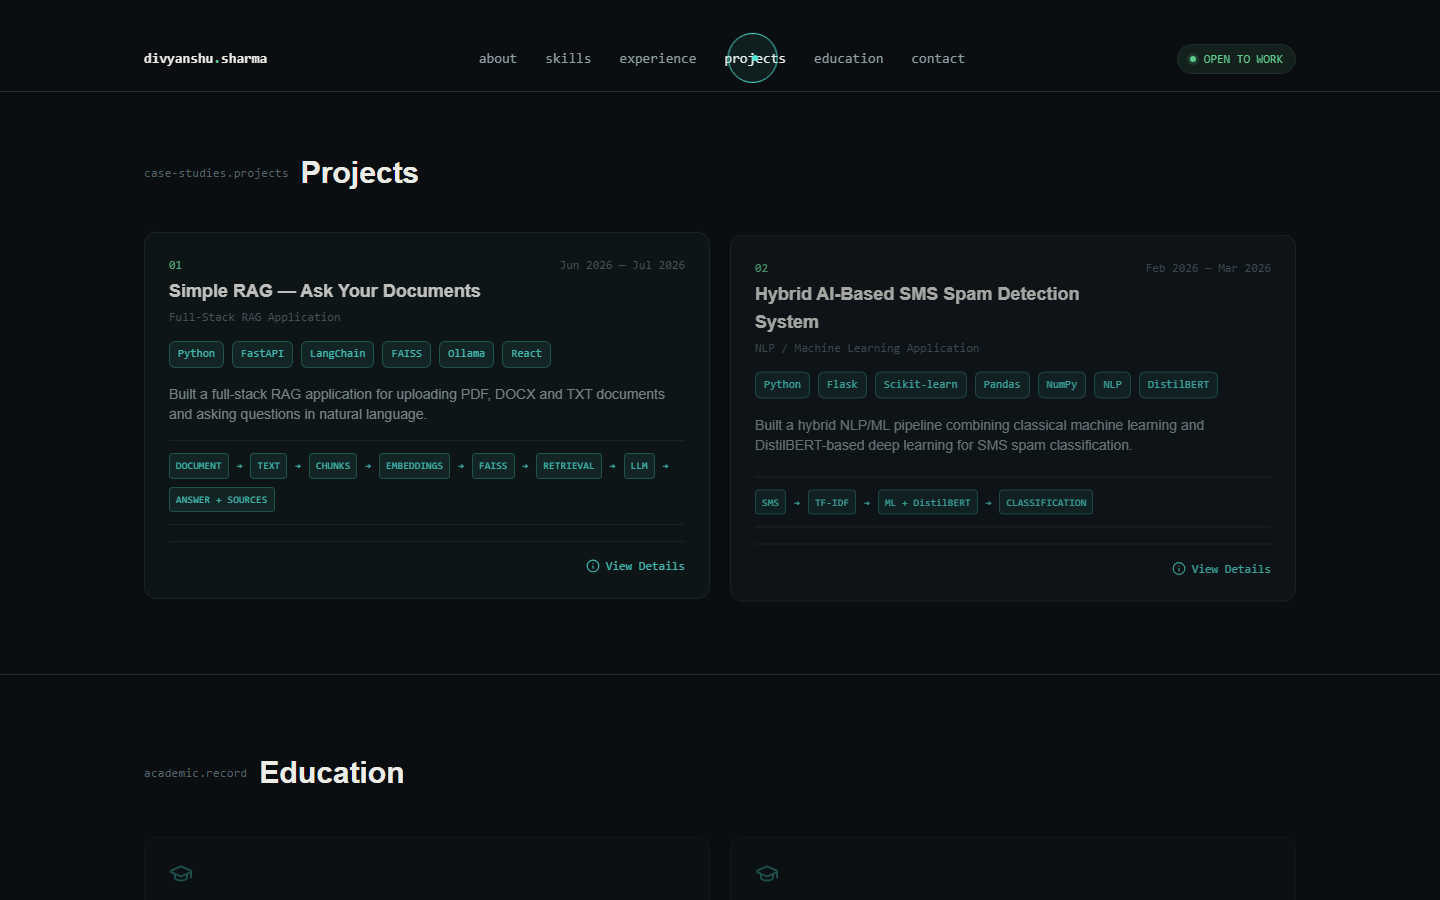 divyanshu.sharma
about skills experience projects education contact
OPEN TO WORK
case-studies.projects Projects
01 Jun 2026 — Jul 2026
Simple RAG — Ask Your Documents
Full-Stack RAG Application
Python FastAPI LangChain FAISS Ollama React
Built a full-stack RAG application for uploading PDF, DOCX and TXT documents
and asking questions in natural language.
DOCUMENT → TEXT → CHUNKS → EMBEDDINGS → FAISS → RETRIEVAL → LLM →
ANSWER + SOURCES
View Details
02 Feb 2026 — Mar 2026
Hybrid AI-Based SMS Spam Detection
System
NLP / Machine Learning Application
Python Flask Scikit-learn Pandas NumPy NLP DistilBERT
Built a hybrid NLP/ML pipeline combining classical machine learning and
DistilBERT-based deep learning for SMS spam classification.
SMS → TF-IDF → ML + DistilBERT → CLASSIFICATION
View Details
academic.record Education